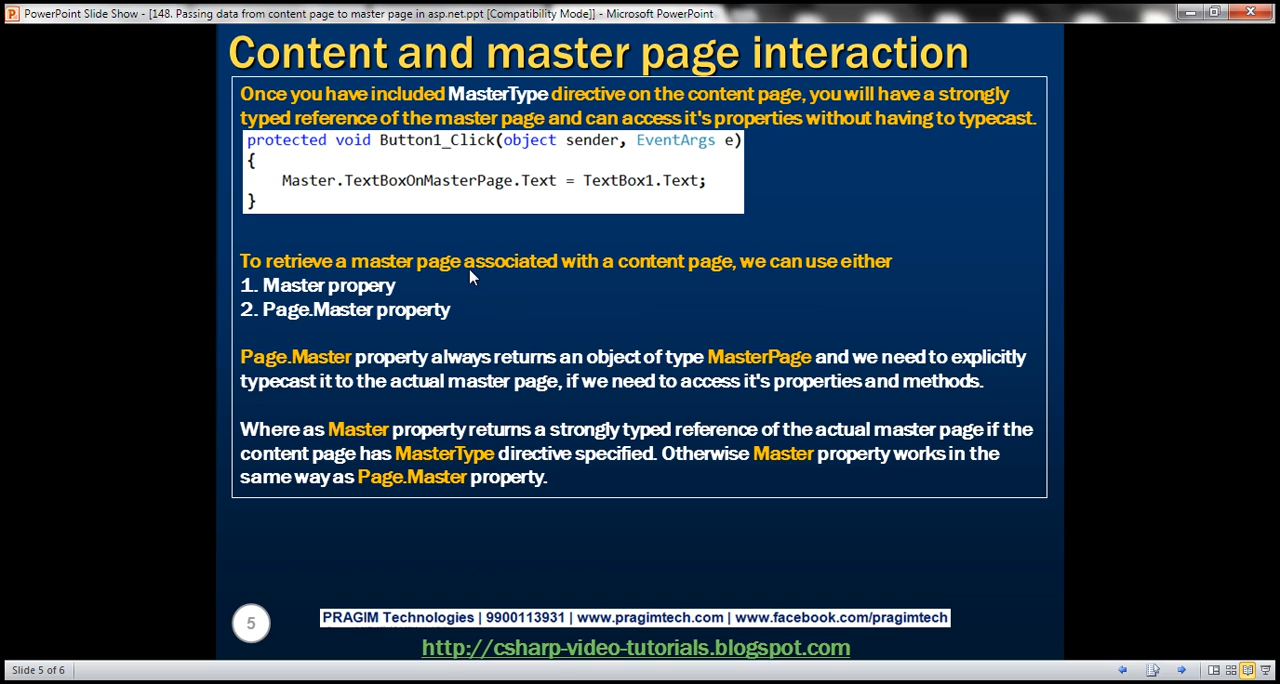 PowerPoint Slide Show - [148. Passing data from content page to master page in asp.net.ppt [Compatibility Mode]] - Microsoft PowerPoint
Content and master page interaction
Once you have included MasterType directive on the content page, you will have a strongly
typed reference of the master page and can access it's properties without having to typecast.
protected void Button1_Click(object sender, EventArgs e)
{
Master.TextBoxOnMasterPage.Text = TextBox1.Text;
}
To retrieve a master page associated with a content page, we can use either
1. Master propery
2. Page.Master property
Page.Master property always returns an object of type MasterPage and we need to explicitly
typecast it to the actual master page, if we need to access it's properties and methods.
Where as Master property returns a strongly typed reference of the actual master page if the
content page has MasterType directive specified. Otherwise Master property works in the
same way as Page.Master property.
5
PRAGIM Technologies | 9900113931 | www.pragimtech.com | www.facebook.com/pragimtech
http://csharp-video-tutorials.blogspot.com
Slide 5 of 6